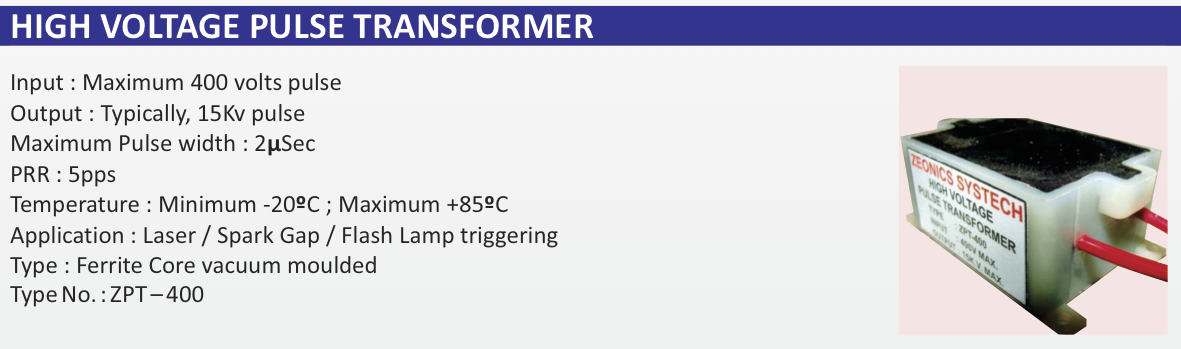 HIGH VOLTAGE PULSE TRANSFORMER
Input : Maximum 400 volts pulse
Output : Typically, 15Kv pulse
Maximum Pulse width : 2µSec
PRR : 5pps
Temperature : Minimum -20ºC ; Maximum +85ºC
Application : Laser / Spark Gap / Flash Lamp triggering
Type : Ferrite Core vacuum moulded
Type No. : ZPT – 400
ZEONICS SYSTECH
HIGH VOLTAGE
PULSE TRANSFORMER
TYPE : ZPT-400
INPUT : 400V MAX.
OUTPUT : 15K.V. MAX.